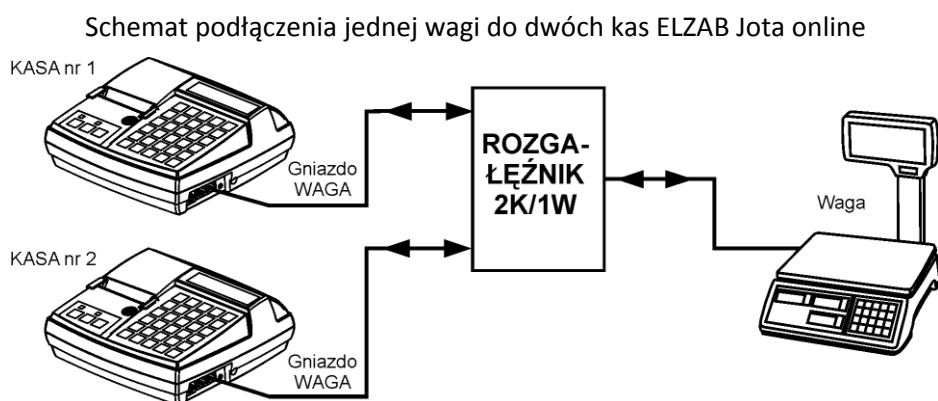 Schemat podłączenia jednej wagi do dwóch kas ELZAB Jota online
KASA nr 1
Gniazdo
WAGA
ROZGA-
ŁĘŹNIK
2K/1W
Waga
KASA nr 2
Gniazdo
WAGA